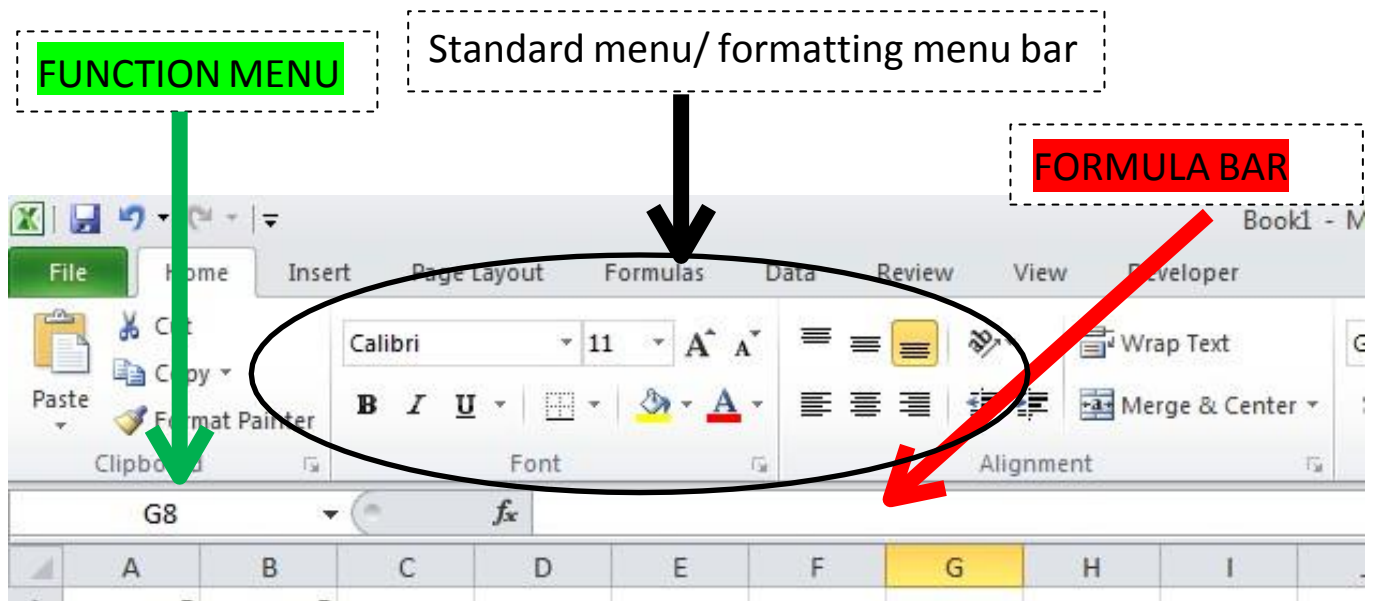 FUNCTION MENU
Standard menu/ formatting menu bar
FORMULA BAR
Book1 - M
File Home Insert Page Layout Formulas Data Review View Developer
Cut
Calibri 11 A A Wrap Text G
Copy
Paste
B I U A a Merge & Center
Format Painter
Clipboard Font Alignment
G8 fx
A B C D E F G H I